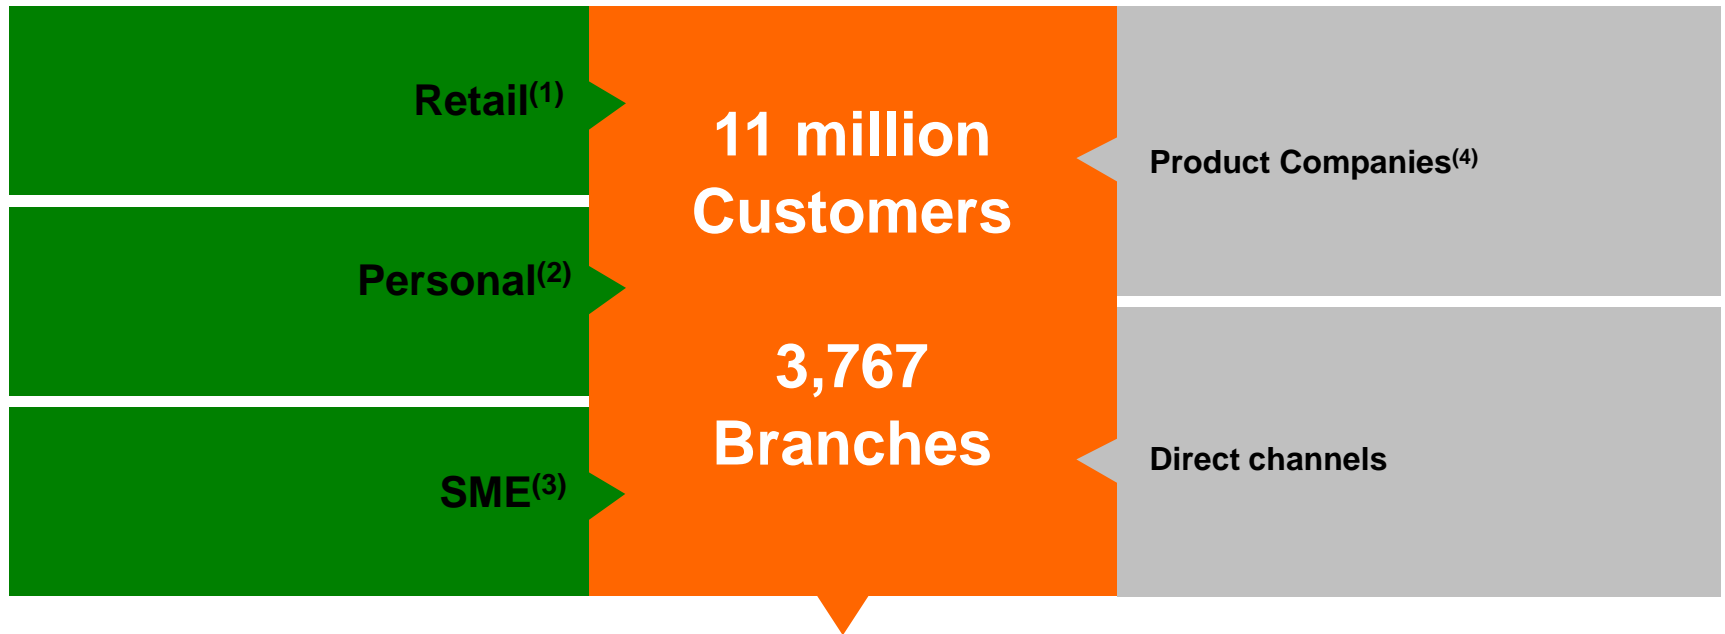 Retail(1)
Personal(2)
SME(3)
11 million
Customers
3,767
Branches
Product Companies(4)
Direct channels